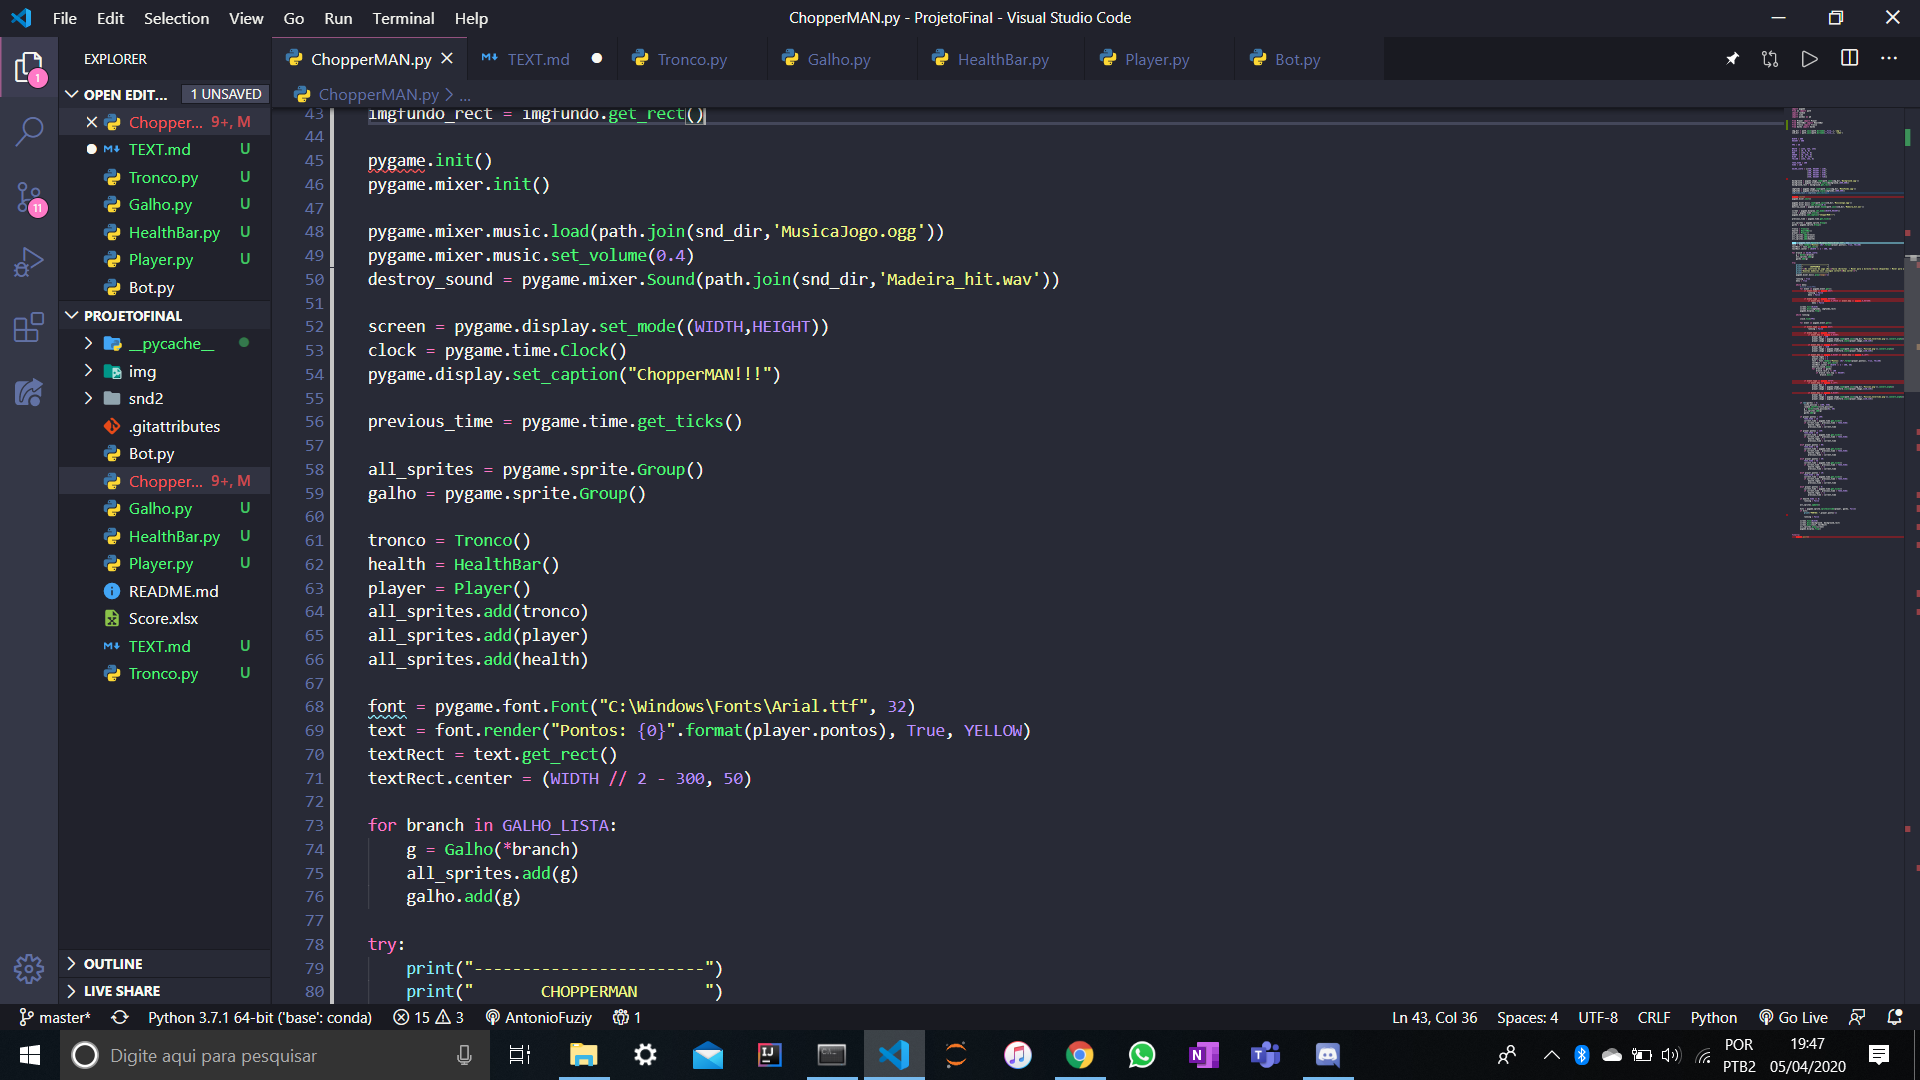 File Edit Selection View Go Run Terminal Help
ChopperMAN.py - ProjetoFinal - Visual Studio Code
EXPLORER
ChopperMAN.py
TEXT.md
Tronco.py
Galho.py
HealthBar.py
Player.py
Bot.py
OPEN EDIT... 1 UNSAVED
Chopper... 9+, M
TEXT.md U
Tronco.py U
Galho.py U
HealthBar.py U
Player.py U
Bot.py
PROJETOFINAL
__pycache__
img
snd2
.gitattributes
Bot.py
Chopper... 9+, M
Galho.py U
HealthBar.py U
Player.py U
README.md
Score.xlsx
TEXT.md U
Tronco.py U
OUTLINE
LIVE SHARE
1
11
ChopperMAN.py > ...
43 imgfundo_rect = imgfundo.get_rect()
44
45 pygame.init()
46 pygame.mixer.init()
47
48 pygame.mixer.music.load(path.join(snd_dir,'MusicaJogo.ogg'))
49 pygame.mixer.music.set_volume(0.4)
50 destroy_sound = pygame.mixer.Sound(path.join(snd_dir,'Madeira_hit.wav'))
51
52 screen = pygame.display.set_mode((WIDTH,HEIGHT))
53 clock = pygame.time.Clock()
54 pygame.display.set_caption("ChopperMAN!!!")
55
56 previous_time = pygame.time.get_ticks()
57
58 all_sprites = pygame.sprite.Group()
59 galho = pygame.sprite.Group()
60
61 tronco = Tronco()
62 health = HealthBar()
63 player = Player()
64 all_sprites.add(tronco)
65 all_sprites.add(player)
66 all_sprites.add(health)
67
68 font = pygame.font.Font("C:\Windows\Fonts\Arial.ttf", 32)
69 text = font.render("Pontos: {0}".format(player.pontos), True, YELLOW)
70 textRect = text.get_rect()
71 textRect.center = (WIDTH // 2 - 300, 50)
72
73 for branch in GALHO_LISTA:
74     g = Galho(*branch)
75     all_sprites.add(g)
76     galho.add(g)
77
78 try:
79     print("------------------------")
80     print("       CHOPPERMAN       ")
master* Python 3.7.1 64-bit ('base': conda) 15 3 AntonioFuziy 1
Ln 43, Col 36 Spaces: 4 UTF-8 CRLF Python Go Live
Digite aqui para pesquisar
POR
PTB2
19:47
05/04/2020